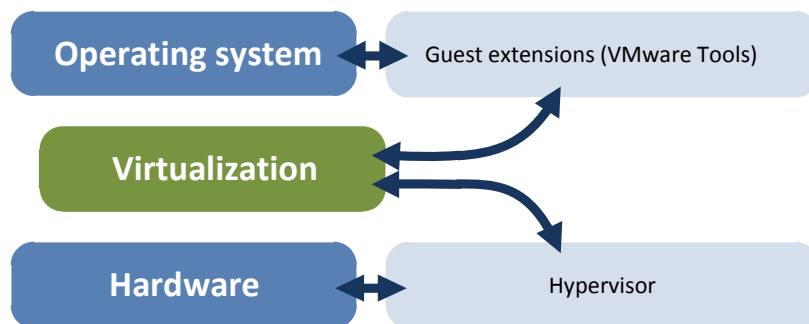 Operating system
Guest extensions (VMware Tools)
Virtualization
Hardware
Hypervisor